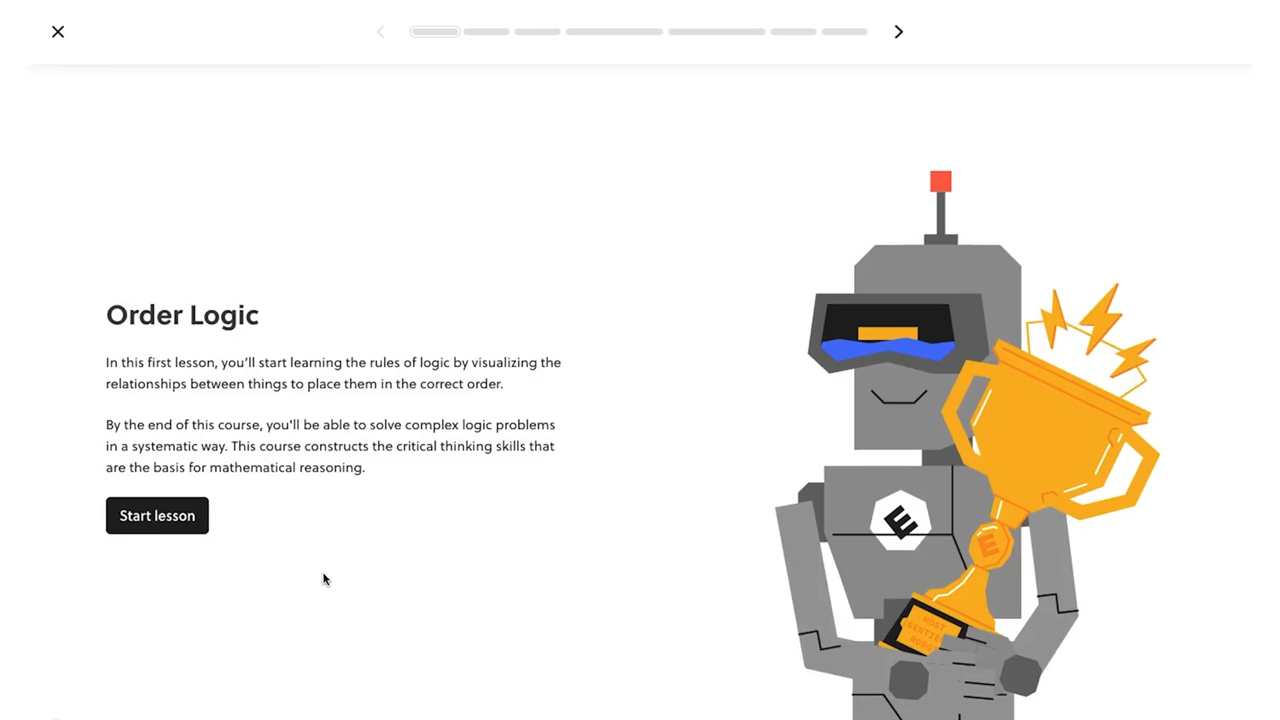 Order Logic
In this first lesson, you’ll start learning the rules of logic by visualizing the
relationships between things to place them in the correct order.
By the end of this course, you'll be able to solve complex logic problems
in a systematic way. This course constructs the critical thinking skills that
are the basis for mathematical reasoning.
Start lesson
E
E
MOST
SENTIENT
ROBOT